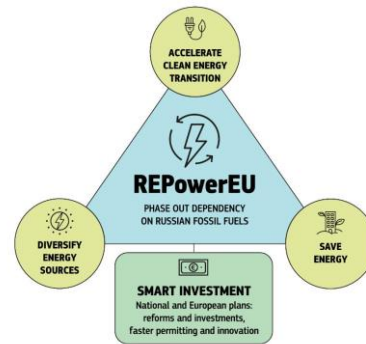 ACCELERATE
CLEAN ENERGY
TRANSITION
REPowerEU
PHASE OUT DEPENDENCY
ON RUSSIAN FOSSIL FUELS
DIVERSIFY
ENERGY
SOURCES
SAVE
ENERGY
SMART INVESTMENT
National and European plans:
reforms and investments,
faster permitting and innovation